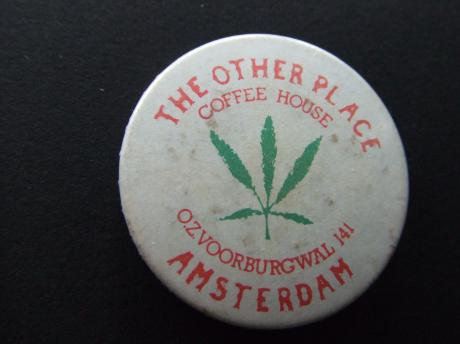 THE OTHER PLACE
COFFEE HOUSE
O.Z.VOORBURGWAL 141
AMSTERDAM